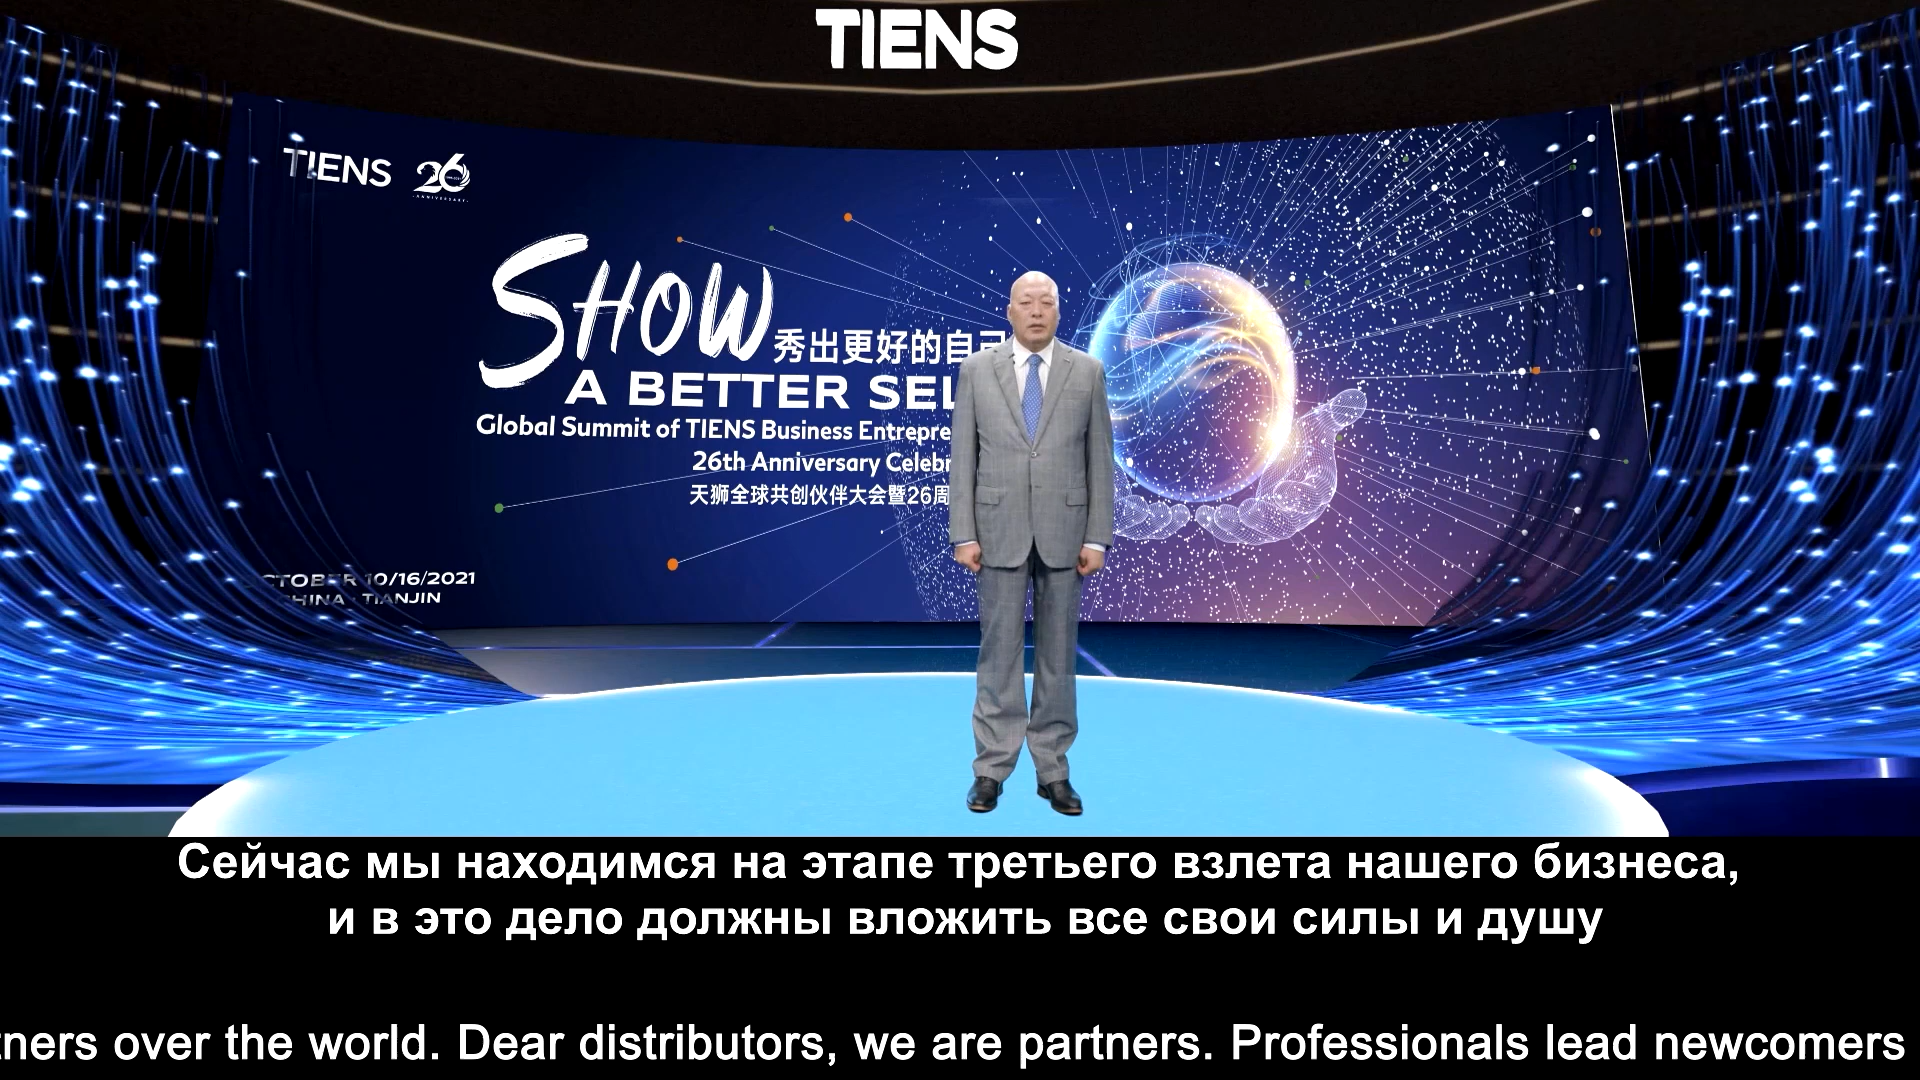 TIENS
TIENS 26
ANNIVERSARY
SHOW 秀出更好的自己
A BETTER SEL
Global Summit of TIENS Business Entrepre
26th Anniversary Celebr
天狮全球共创伙伴大会暨26周
OCTOBER 10/16/2021
CHINA · TIANJIN
Сейчас мы находимся на этапе третьего взлета нашего бизнеса,
и в это дело должны вложить все свои силы и душу
tners over the world. Dear distributors, we are partners. Professionals lead newcomers